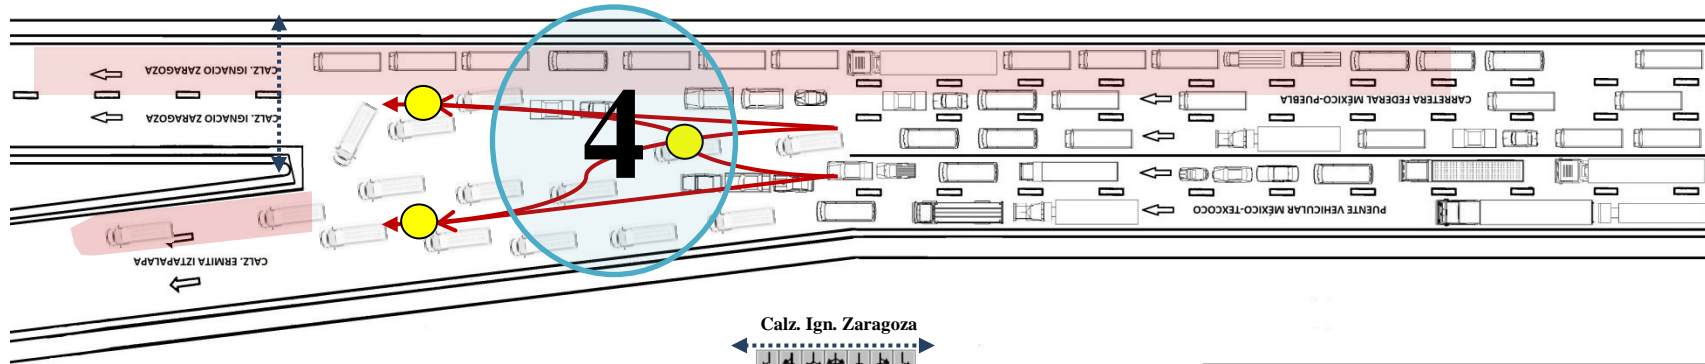 CALZ. IGNACIO ZARAGOZA
CALZ. IGNACIO ZARAGOZA
4
CARRETERA FEDERAL MÉXICO-PUEBLA
PUENTE VEHICULAR MÉXICO-TEXCOCO
CALZ. ERMITA IZTAPALAPA
Calz. Ign. Zaragoza